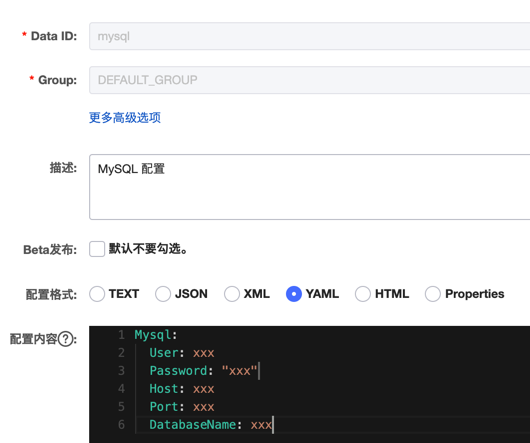 * Data ID: mysql
* Group: DEFAULT_GROUP
更多高级选项
描述: MySQL 配置
Beta发布: 默认不要勾选。
配置格式: TEXT JSON XML YAML HTML Properties
配置内容?: 1 Mysql:
2 User: xxx
3 Password: "xxx"
4 Host: xxx
5 Port: xxx
6 DatabaseName: xxx